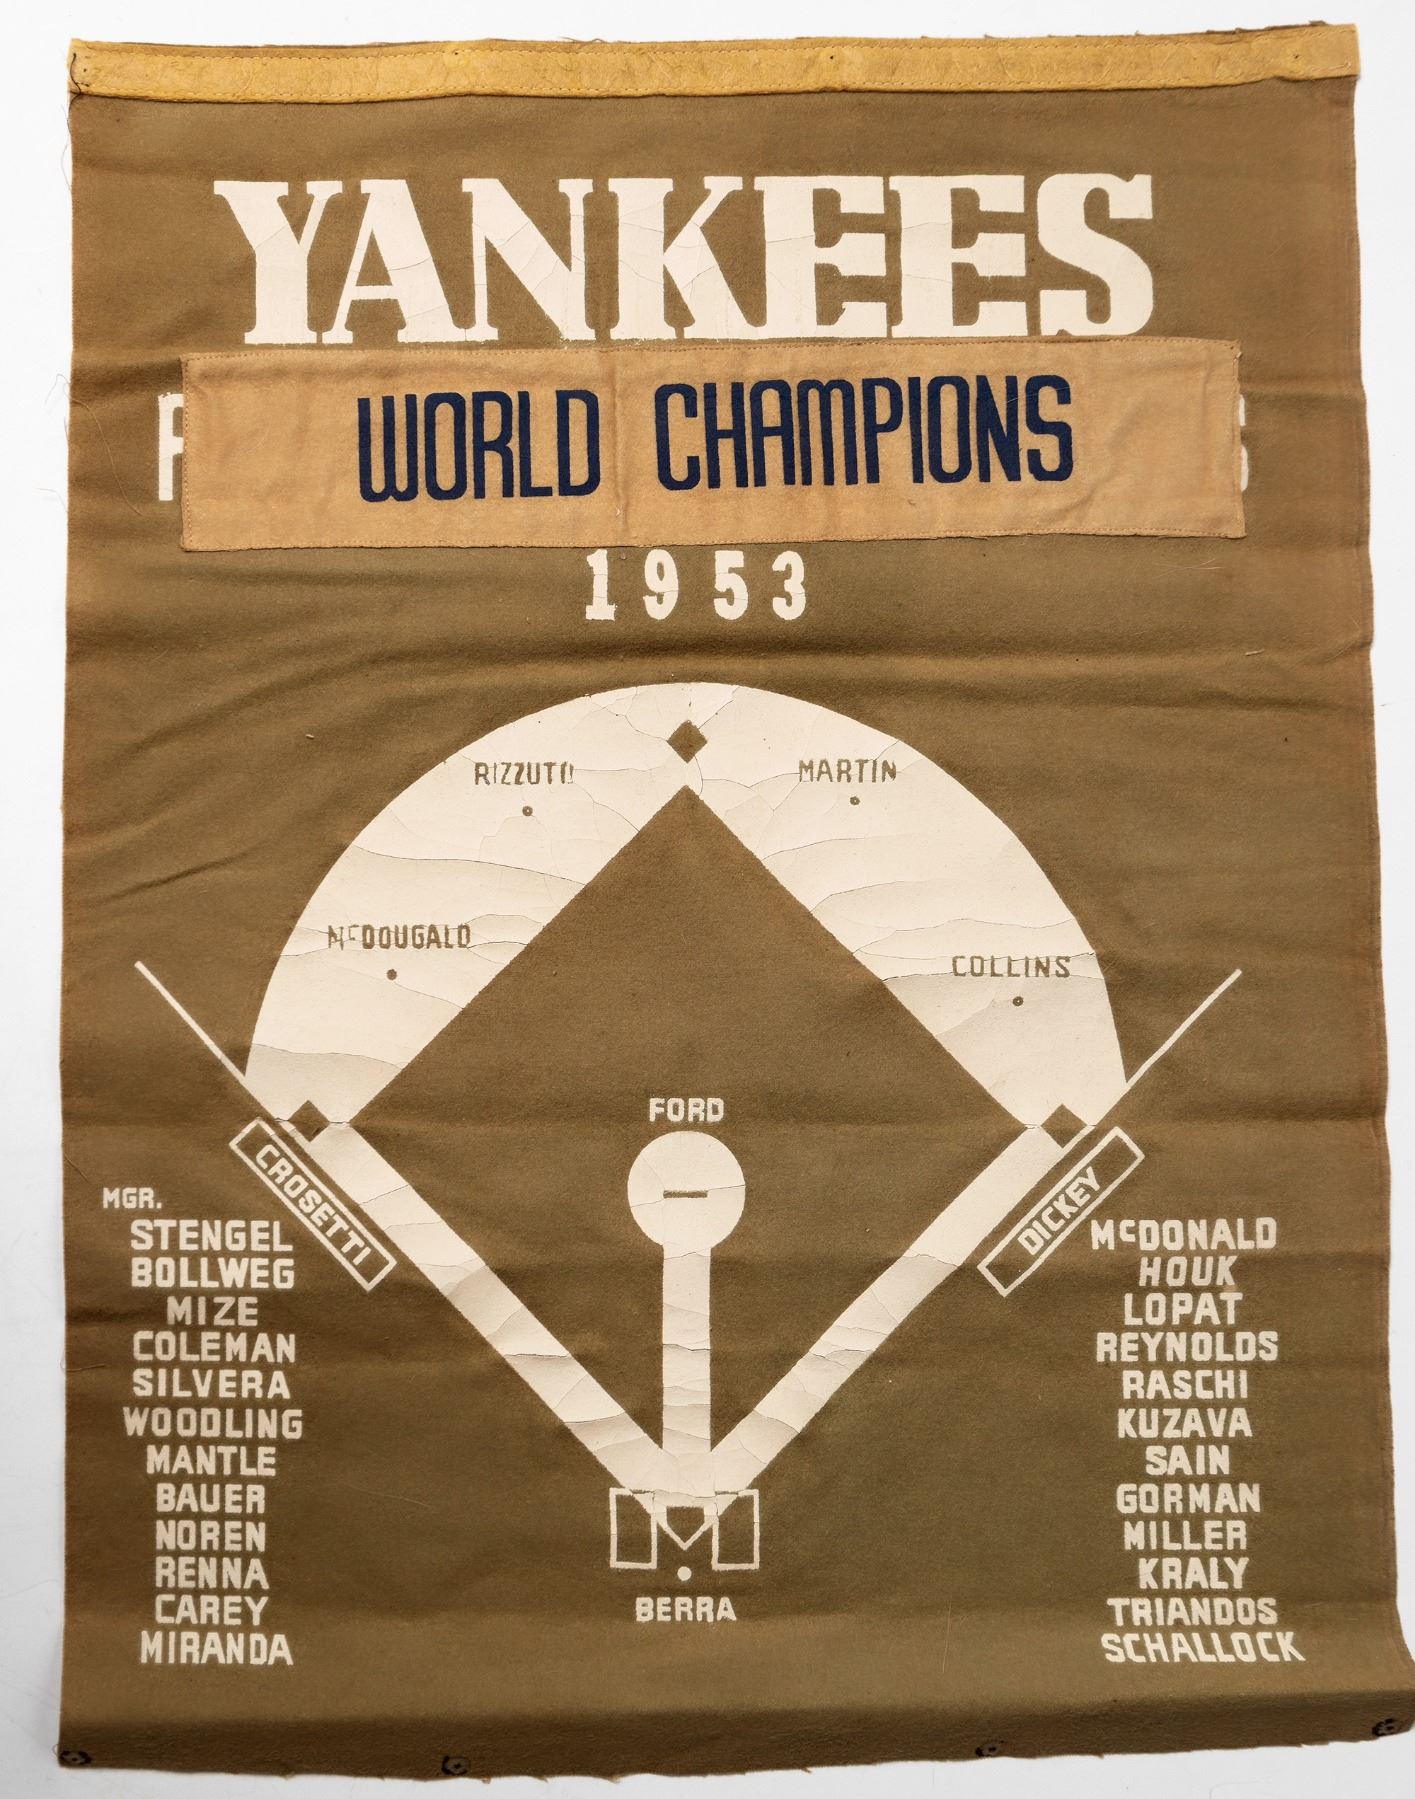 YANKEES
WORLD CHAMPIONS
1953
RIZZUTO
MARTIN
McDOUGALD
COLLINS
FORD
CROSETTI
DICKEY
BERRA
MGR.
STENGEL
BOLLWEG
MIZE
COLEMAN
SILVERA
WOODLING
MANTLE
BAUER
NOREN
RENNA
CAREY
MIRANDA
McDONALD
HOUK
LOPAT
REYNOLDS
RASCHI
KUZAVA
SAIN
GORMAN
MILLER
KRALY
TRIANDOS
SCHALLOCK